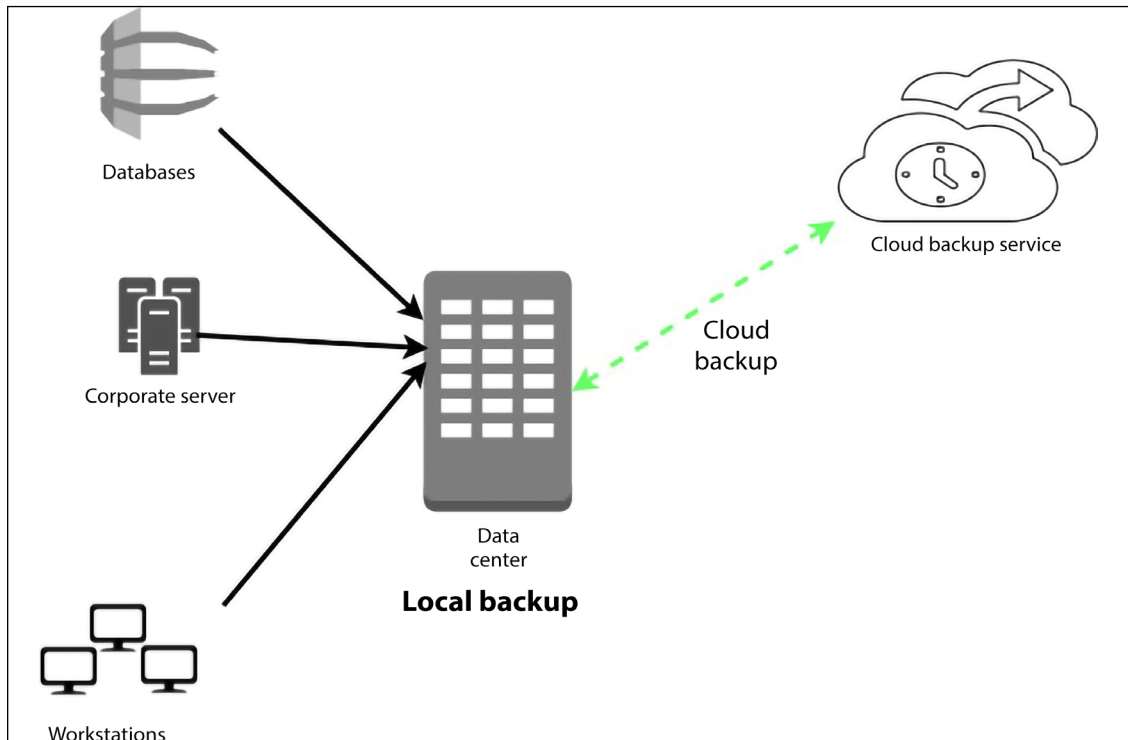 Databases
Cloud backup service
Cloud
backup
Corporate server
Data
center
Local backup
Workstations